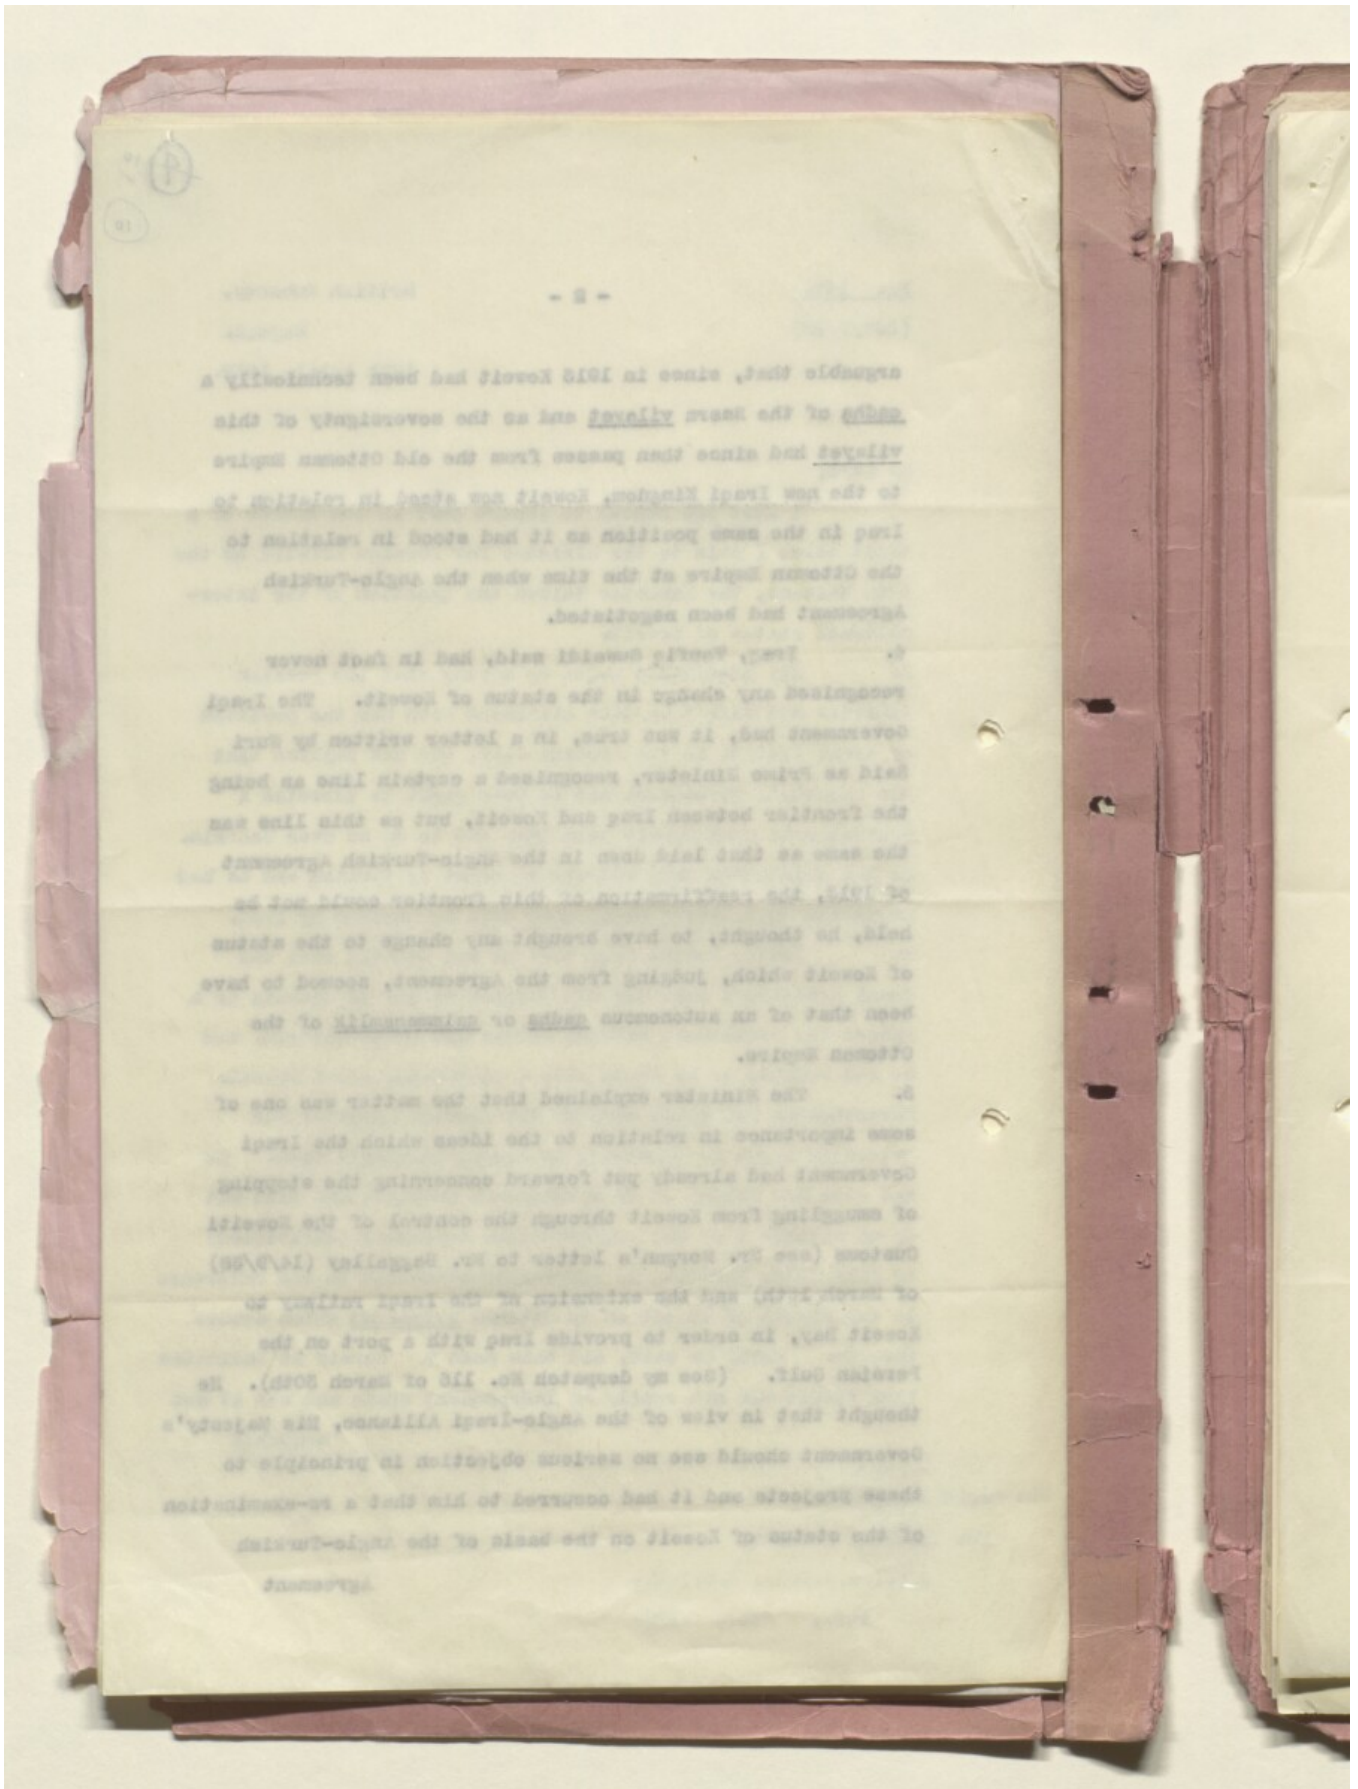 - 2 -
arguable that, since in 1913 Koweit had been technically a
qadha of the Basra vilayet and as the sovereignty of this
vilayet had since then passed from the old Ottoman Empire
to the new Iraqi Kingdom, Koweit now stood in relation to
Iraq in the same position as it had stood in relation to
the Ottoman Empire at the time when the Anglo-Turkish
Agreement had been negotiated.
4. Iraq, Taufiq Suwaidi said, had in fact never
recognised any change in the status of Koweit. The Iraqi
Government had, it was true, in a letter written by Nuri
Said as Prime Minister, recognised a certain line as being
the frontier between Iraq and Koweit, but as this line was
the same as that laid down in the Anglo-Turkish Agreement
of 1913, the reaffirmation of this frontier could not be
held, he thought, to have brought any change to the status
of Koweit which, judging from the Agreement, seemed to have
been that of an autonomous qadha or qaimaqamlik of the
Ottoman Empire.
5. The Minister explained that the matter was one of
some importance in relation to the ideas which the Iraqi
Government had already put forward concerning the stopping
of smuggling from Koweit through the control of the Koweiti
Customs (see Mr. Morgan's letter to Mr. Baggallay
of March 16th) and the extension of the Iraqi railway to
Koweit Bay, in order to provide Iraq with a port on the
Persian Gulf. (See my despatch No. 116 of March 30th). He
thought that in view of the Anglo-Iraqi Alliance, His Majesty's
Government should see no serious objection in principle to
these projects and it had occurred to him that a re-examination
of the status of Koweit on the basis of the Anglo-Turkish
Agreement